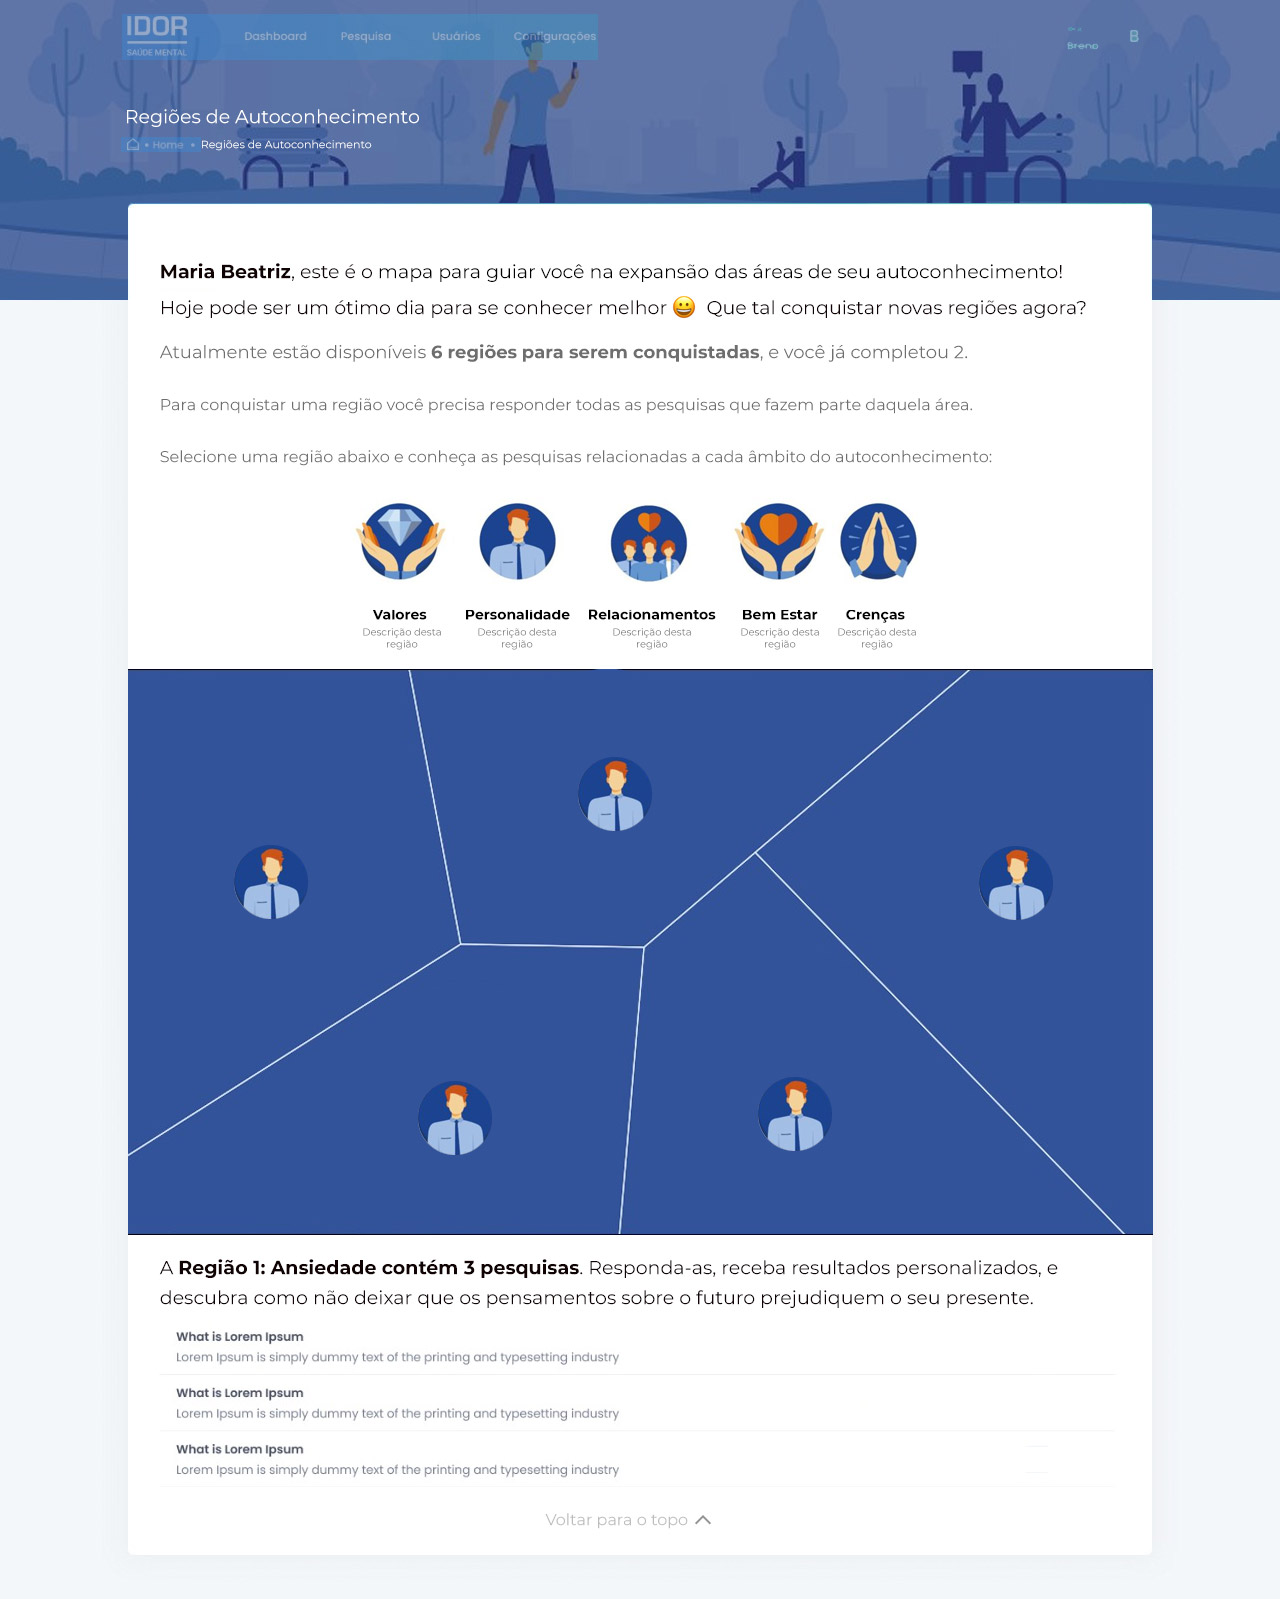 IDOR
SAÚDE MENTAL
Dashboard Pesquisa Usuários Configurações
Breno
B
Regiões de Autoconhecimento
Home • Regiões de Autoconhecimento
Maria Beatriz, este é o mapa para guiar você na expansão das áreas de seu autoconhecimento!
Hoje pode ser um ótimo dia para se conhecer melhor 😀 Que tal conquistar novas regiões agora?
Atualmente estão disponíveis 6 regiões para serem conquistadas, e você já completou 2.
Para conquistar uma região você precisa responder todas as pesquisas que fazem parte daquela área.
Selecione uma região abaixo e conheça as pesquisas relacionadas a cada âmbito do autoconhecimento:
Valores
Descrição desta
região
Personalidade
Descrição desta
região
Relacionamentos
Descrição desta
região
Bem Estar
Descrição desta
região
Crenças
Descrição desta
região
A Região 1: Ansiedade contém 3 pesquisas. Responda-as, receba resultados personalizados, e
descubra como não deixar que os pensamentos sobre o futuro prejudiquem o seu presente.
What is Lorem Ipsum
Lorem Ipsum is simply dummy text of the printing and typesetting industry
What is Lorem Ipsum
Lorem Ipsum is simply dummy text of the printing and typesetting industry
What is Lorem Ipsum
Lorem Ipsum is simply dummy text of the printing and typesetting industry
Voltar para o topo